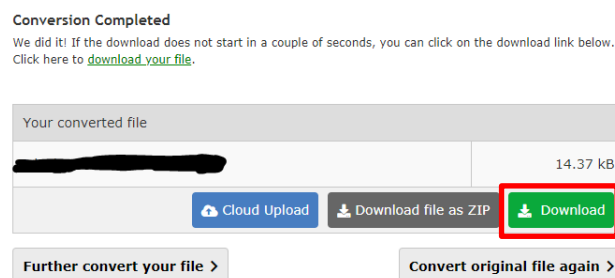 Conversion Completed
We did it! If the download does not start in a couple of seconds, you can click on the download link below.
Click here to download your file.
Your converted file
14.37 kB
Cloud Upload
Download file as ZIP
Download
Further convert your file >
Convert original file again >